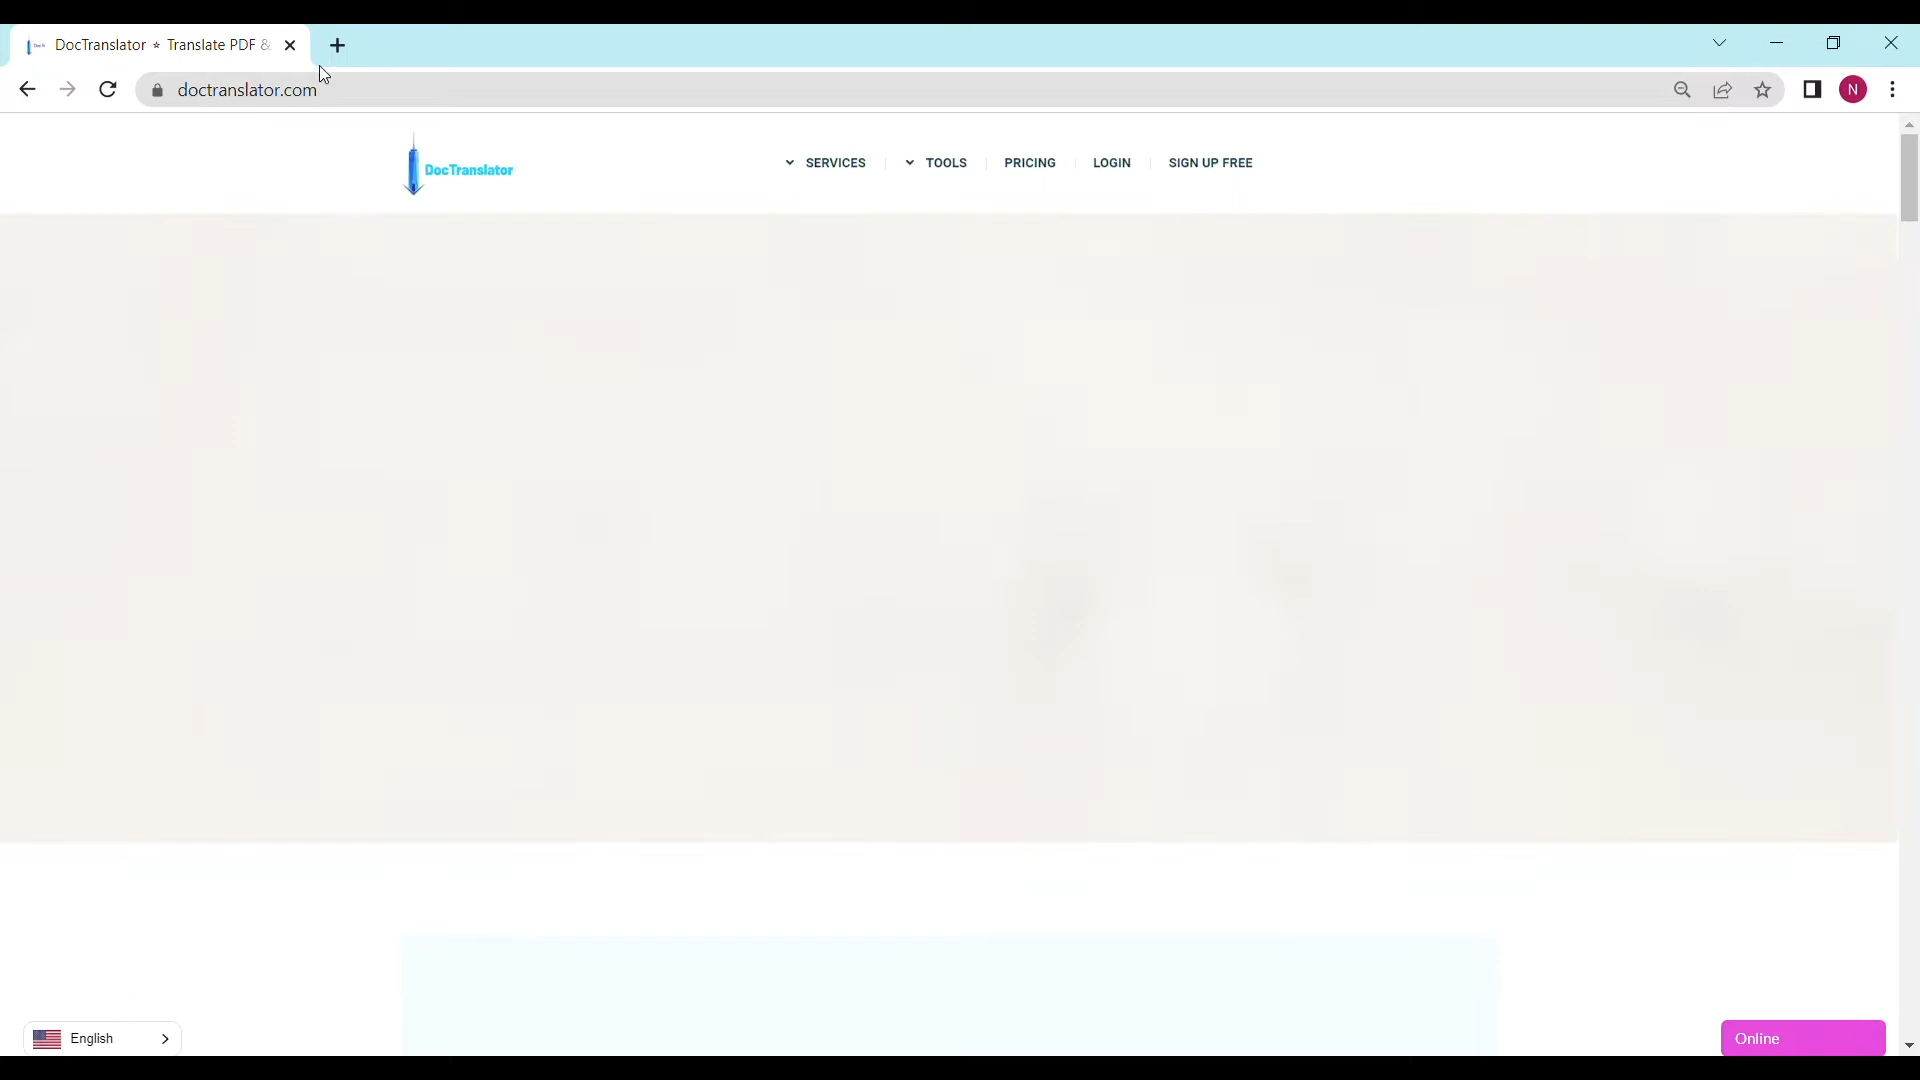 DocTranslator ⭑ Translate PDF &
doctranslator.com
N
DocTranslator
SERVICES
TOOLS
PRICING
LOGIN
SIGN UP FREE
English
Online